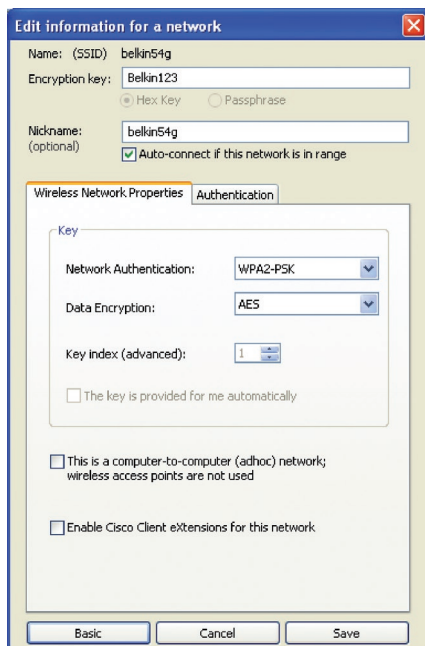 Edit information for a network
Name: (SSID) belkin54g
Encryption key: Belkin123
Hex Key Passphrase
Nickname: belkin54g
(optional)
Auto-connect if this network is in range
Wireless Network Properties Authentication
Key
Network Authentication: WPA2-PSK
Data Encryption: AES
Key index (advanced): 1
The key is provided for me automatically
This is a computer-to-computer (adhoc) network;
wireless access points are not used
Enable Cisco Client eXtensions for this network
Basic Cancel Save